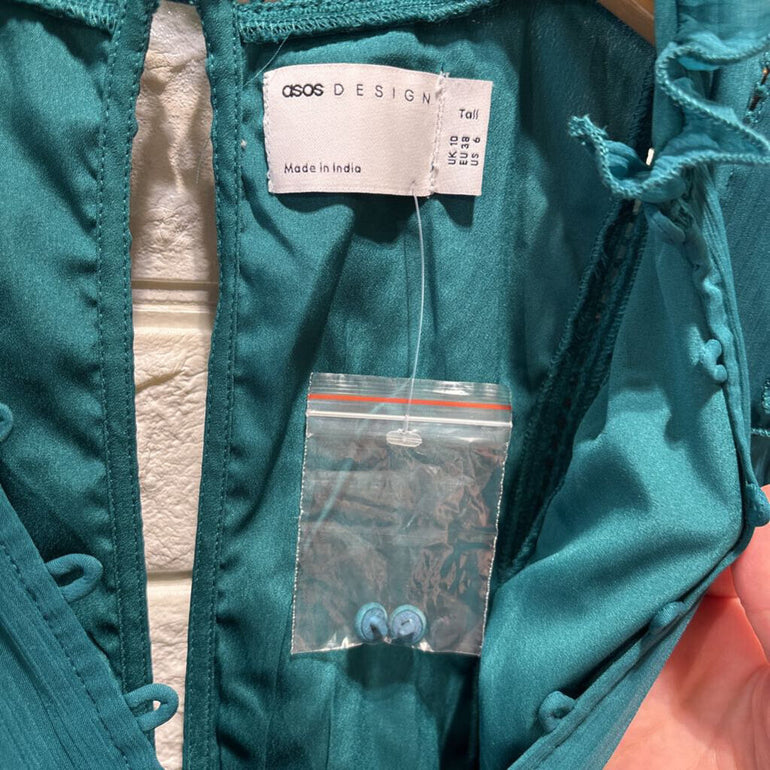 asos DESIGN
Made in India
Tall
UK 10
EU 38
US 6